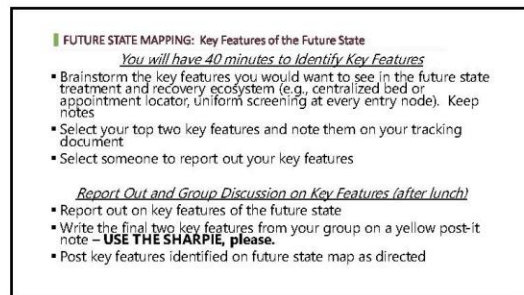 FUTURE STATE MAPPING: Key Features of the Future State
You will have 40 minutes to Identify Key Features
▪ Brainstorm the key features you would want to see in the future state
treatment and recovery ecosystem (e.g., centralized bed or
appointment locator, uniform screening at every entry node). Keep
notes
▪ Select your top two key features and note them on your tracking
document
▪ Select someone to report out your key features
Report Out and Group Discussion on Key Features (after lunch)
▪ Report out on key features of the future state
▪ Write the final two key features from your group on a yellow post-it
note – USE THE SHARPIE, please.
▪ Post key features identified on future state map as directed